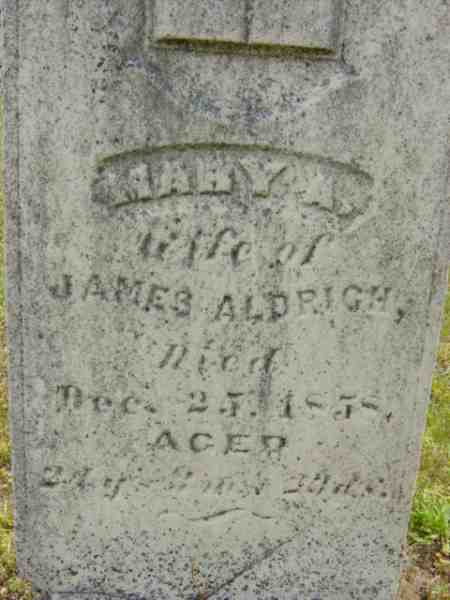 MARY A.
Wife of
JAMES ALDRICH,
Died
Dec. 25, 1858,
AGED